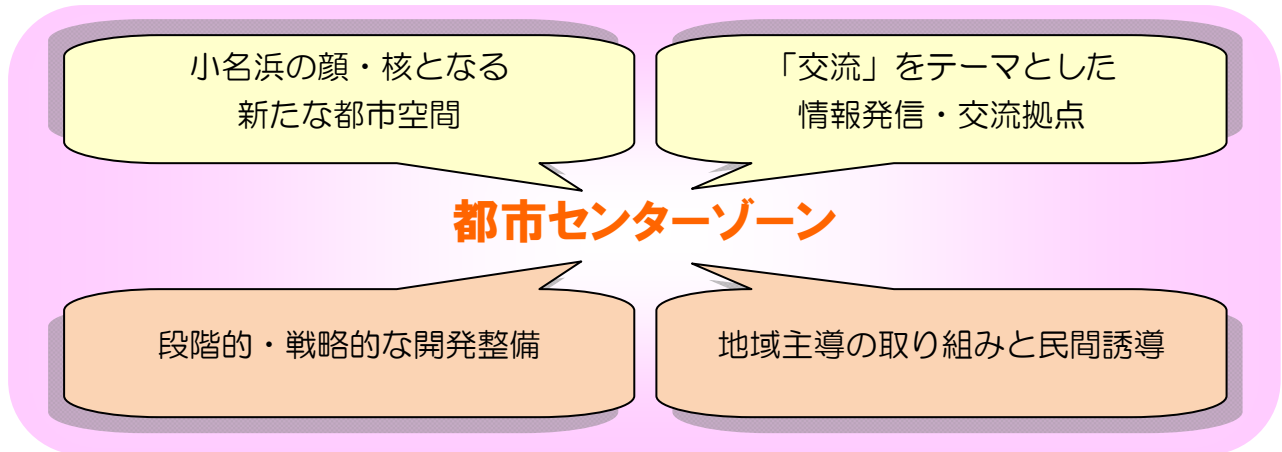 小名浜の顔・核となる
新たな都市空間
「交流」をテーマとした
情報発信・交流拠点
都市センターゾーン
段階的・戦略的な開発整備
地域主導の取り組みと民間誘導